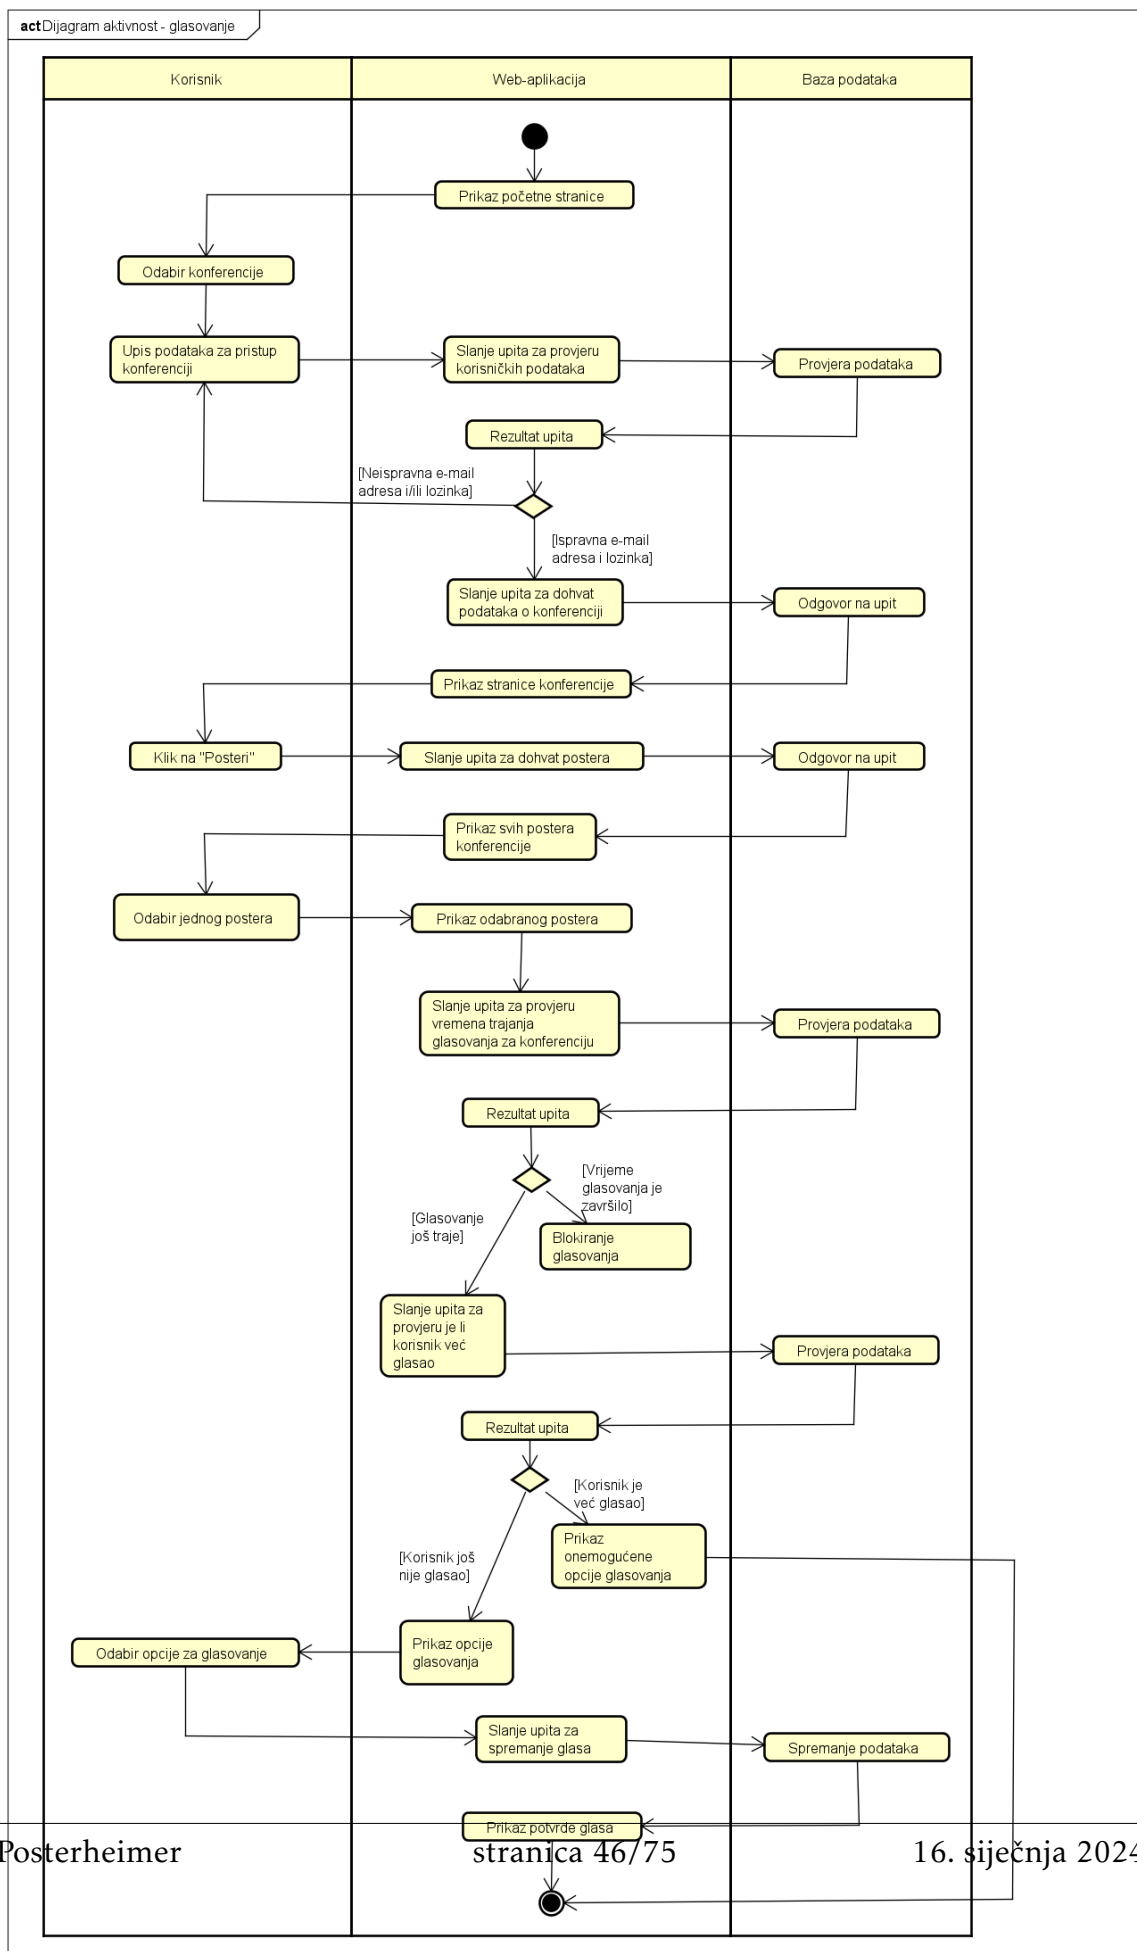 act Dijagram aktivnost - glasovanje
Korisnik
Web-aplikacija
Baza podataka
Prikaz početne stranice
Odabir konferencije
Upis podataka za pristup
konferenciji
Slanje upita za provjeru
korisničkih podataka
Provjera podataka
Rezultat upita
[Neispravna e-mail
adresa i/ili lozinka]
[Ispravna e-mail
adresa i lozinka]
Slanje upita za dohvat
podataka o konferenciji
Odgovor na upit
Prikaz stranice konferencije
Klik na "Posteri"
Slanje upita za dohvat postera
Odgovor na upit
Prikaz svih postera
konferencije
Odabir jednog postera
Prikaz odabranog postera
Slanje upita za provjeru
vremena trajanja
glasovanja za konferenciju
Provjera podataka
Rezultat upita
[Vrijeme
glasovanja je
završilo]
[Glasovanje
još traje]
Blokiranje
glasovanja
Slanje upita za
provjeru je li
korisnik već
glasao
Provjera podataka
Rezultat upita
[Korisnik je
već glasao]
Prikaz
onemogućene
opcije glasovanja
[Korisnik još
nije glasao]
Prikaz opcije
glasovanja
Odabir opcije za glasovanje
Slanje upita za
spremanje glasa
Spremanje podataka
Prikaz potvrde glasa
Posterheimer
stranica 46/75
16. siječnja 2024